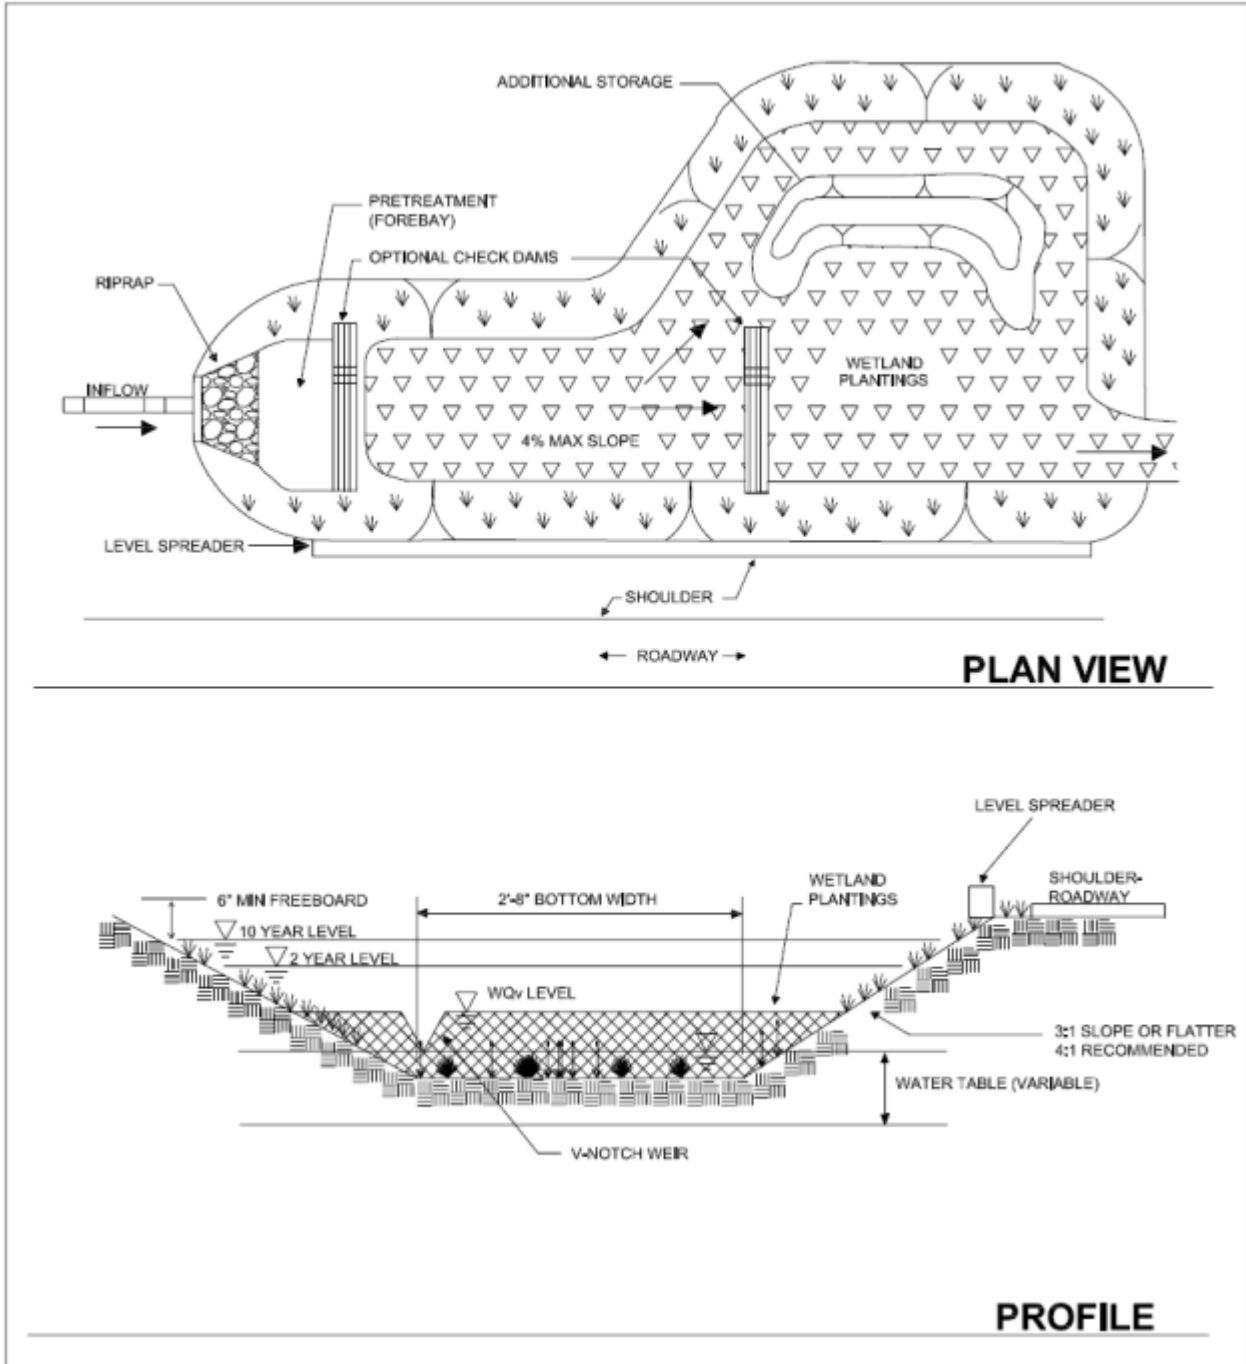 ADDITIONAL STORAGE
PRETREATMENT
(FOREBAY)
OPTIONAL CHECK DAMS
RIPRAP
INFLOW
WETLAND
PLANTINGS
4% MAX SLOPE
LEVEL SPREADER
SHOULDER
ROADWAY
PLAN VIEW
LEVEL SPREADER
WETLAND
PLANTINGS
SHOULDER-
ROADWAY
6" MINI FREEBOARD
2'-8" BOTTOM WIDTH
10 YEAR LEVEL
2 YEAR LEVEL
WQv LEVEL
3:1 SLOPE OR FLATTER
4:1 RECOMMENDED
WATER TABLE (VARIABLE)
V-NOTCH WEIR
PROFILE